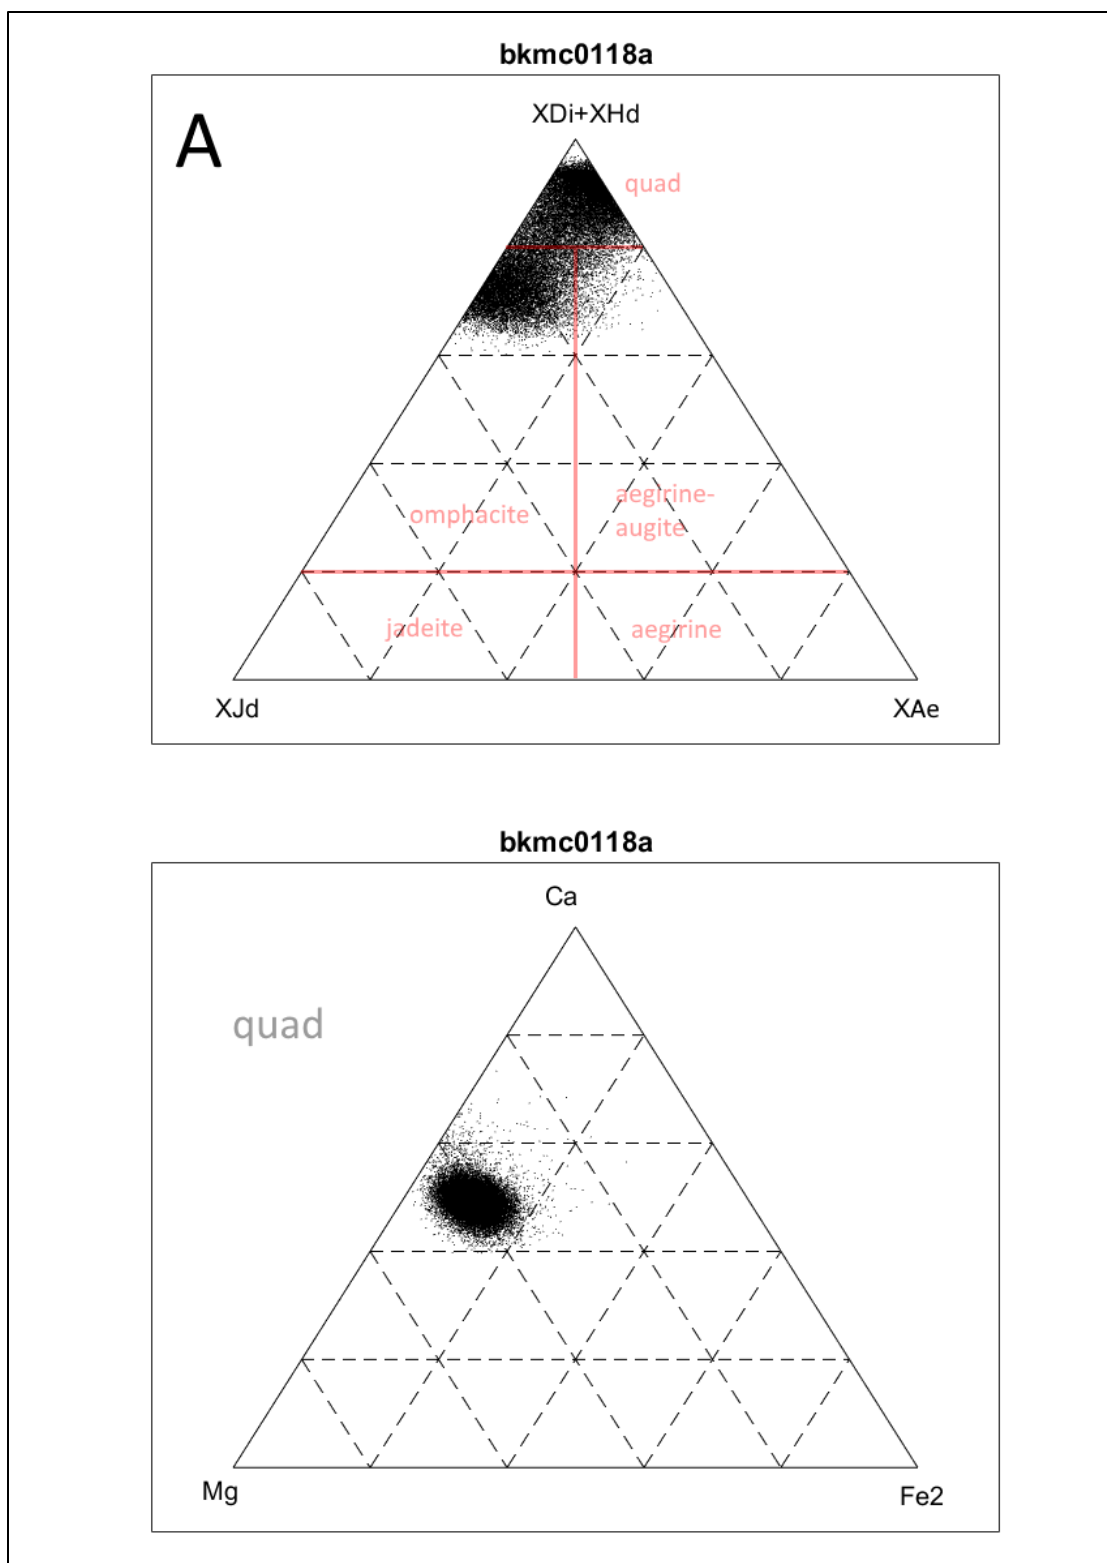 bkmc0118a
A
XDi+XHd
quad
aegirine-
augite
omphacite
jadeite
aegirine
XJd
XAe
bkmc0118a
Ca
quad
Mg
Fe2